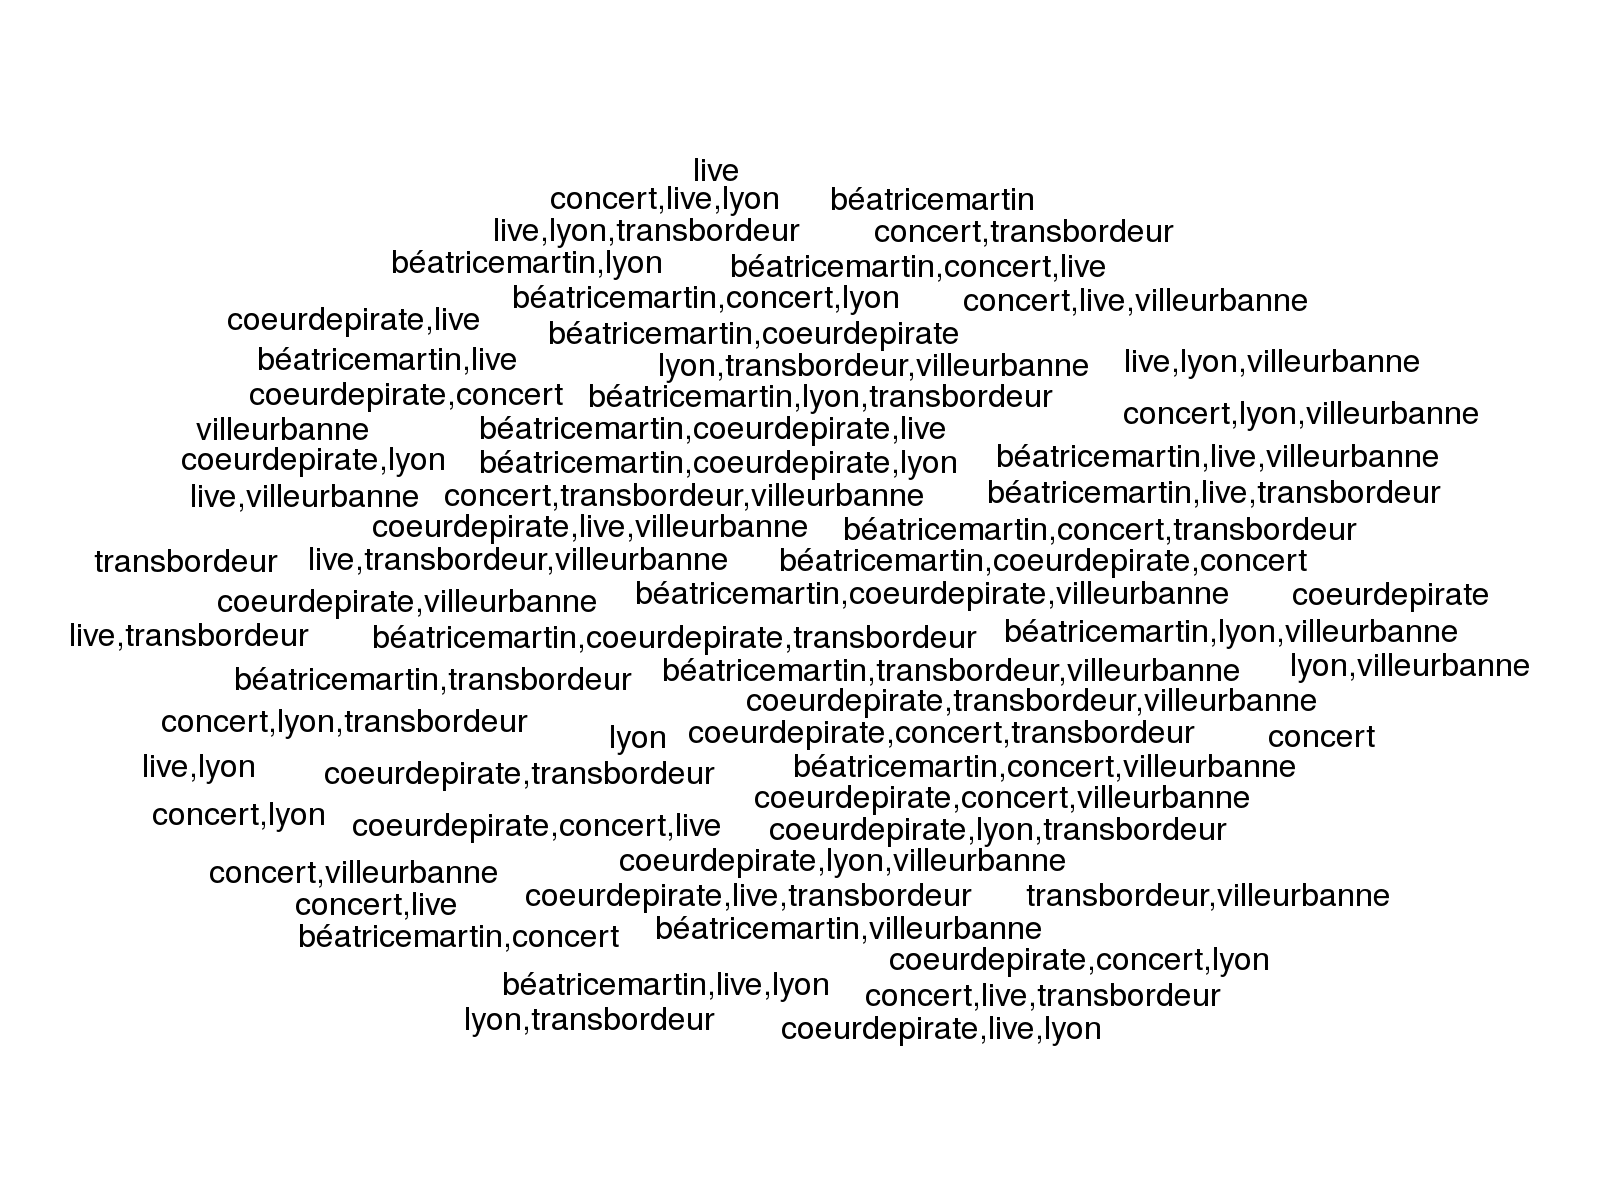 live
concert,live,lyon béatricemartin
live,lyon,transbordeur concert,transbordeur
béatricemartin,lyon béatricemartin,concert,live
béatricemartin,concert,lyon concert,live,villeurbanne
coeurdepirate,live béatricemartin,coeurdepirate
béatricemartin,live lyon,transbordeur,villeurbanne live,lyon,villeurbanne
coeurdepirate,concert béatricemartin,lyon,transbordeur concert,lyon,villeurbanne
villeurbanne béatricemartin,coeurdepirate,live
coeurdepirate,lyon béatricemartin,coeurdepirate,lyon béatricemartin,live,villeurbanne
live,villeurbanne concert,transbordeur,villeurbanne béatricemartin,live,transbordeur
coeurdepirate,live,villeurbanne béatricemartin,concert,transbordeur
transbordeur live,transbordeur,villeurbanne béatricemartin,coeurdepirate,concert
coeurdepirate,villeurbanne béatricemartin,coeurdepirate,villeurbanne coeurdepirate
live,transbordeur béatricemartin,coeurdepirate,transbordeur béatricemartin,lyon,villeurbanne
béatricemartin,transbordeur béatricemartin,transbordeur,villeurbanne lyon,villeurbanne
coeurdepirate,transbordeur,villeurbanne
concert,lyon,transbordeur lyon coeurdepirate,concert,transbordeur concert
live,lyon coeurdepirate,transbordeur béatricemartin,concert,villeurbanne
coeurdepirate,concert,villeurbanne
concert,lyon coeurdepirate,concert,live coeurdepirate,lyon,transbordeur
coeurdepirate,lyon,villeurbanne
concert,villeurbanne
concert,live coeurdepirate,live,transbordeur transbordeur,villeurbanne
béatricemartin,concert béatricemartin,villeurbanne
coeurdepirate,concert,lyon
béatricemartin,live,lyon concert,live,transbordeur
lyon,transbordeur coeurdepirate,live,lyon